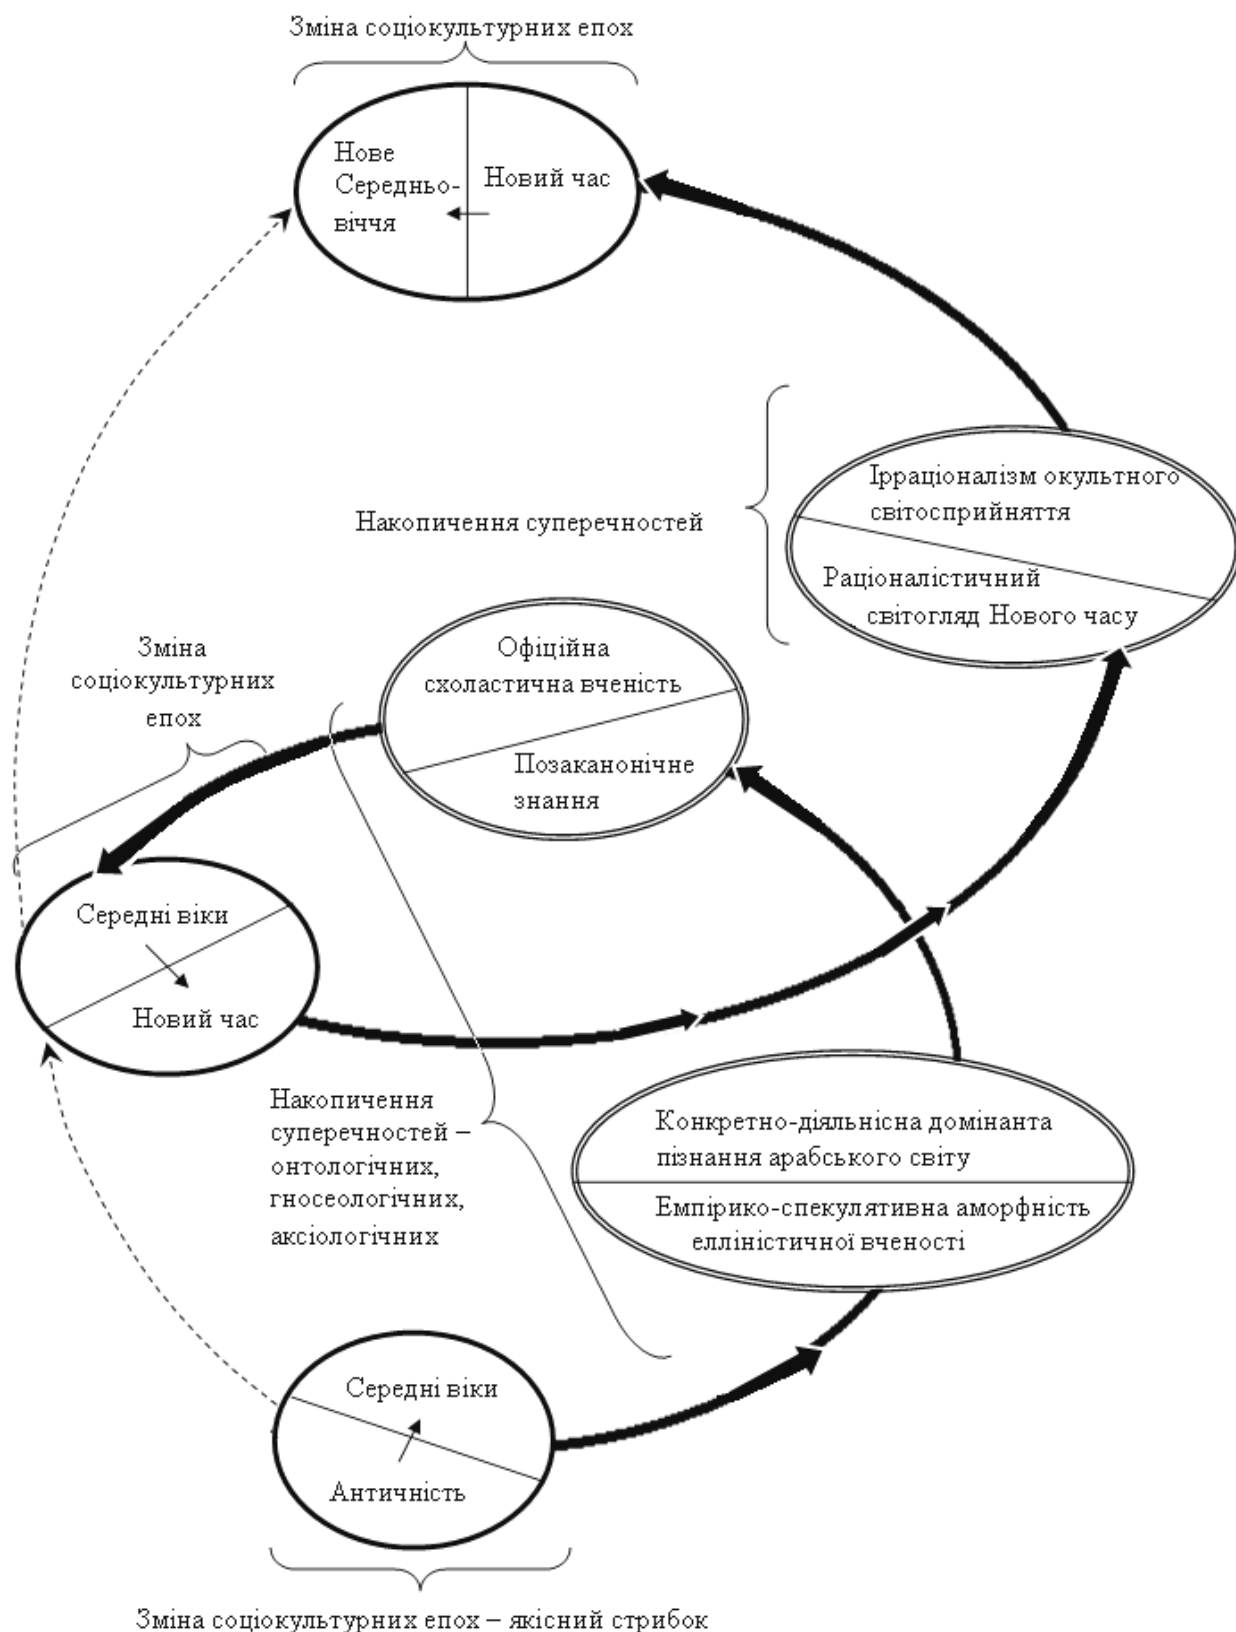 Зміна соціокультурних епох
Нове
Середньо-
віччя
Новий час
Ірраціоналізм окультного
світосприйняття
Накопичення суперечностей
Раціоналістичний
світогляд Нового часу
Зміна
соціокультурних
епох
Офіційна
схоластична вченість
Позаканонічне
знання
Середні віки
Новий час
Накопичення
суперечностей –
онтологічних,
гносеологічних,
аксіологічних
Конкретно-діяльнісна домінанта
пізнання арабського світу
Емпірико-спекулятивна аморфність
елліністичної вченості
Середні віки
Античність
Зміна соціокультурних епох – якісний стрибок